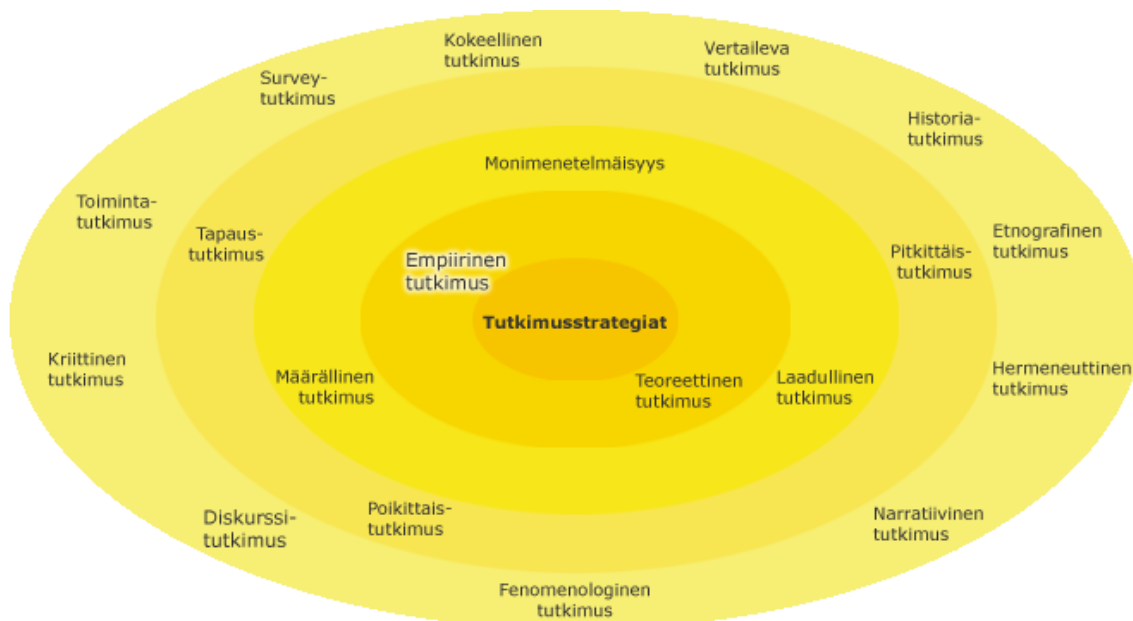 Kokeellinen
tutkimus
Vertaileva
tutkimus
Survey-
tutkimus
Historia-
tutkimus
Monimenetelmäisyys
Toiminta-
tutkimus
Tapaus-
tutkimus
Etnografinen
tutkimus
Pitkittäis-
tutkimus
Empiirinen
tutkimus
Tutkimusstrategiat
Kriittinen
tutkimus
Määrällinen
tutkimus
Teoreettinen
tutkimus
Laadullinen
tutkimus
Hermeneuttinen
tutkimus
Diskurssi-
tutkimus
Poikittais-
tutkimus
Narratiivinen
tutkimus
Fenomenologinen
tutkimus